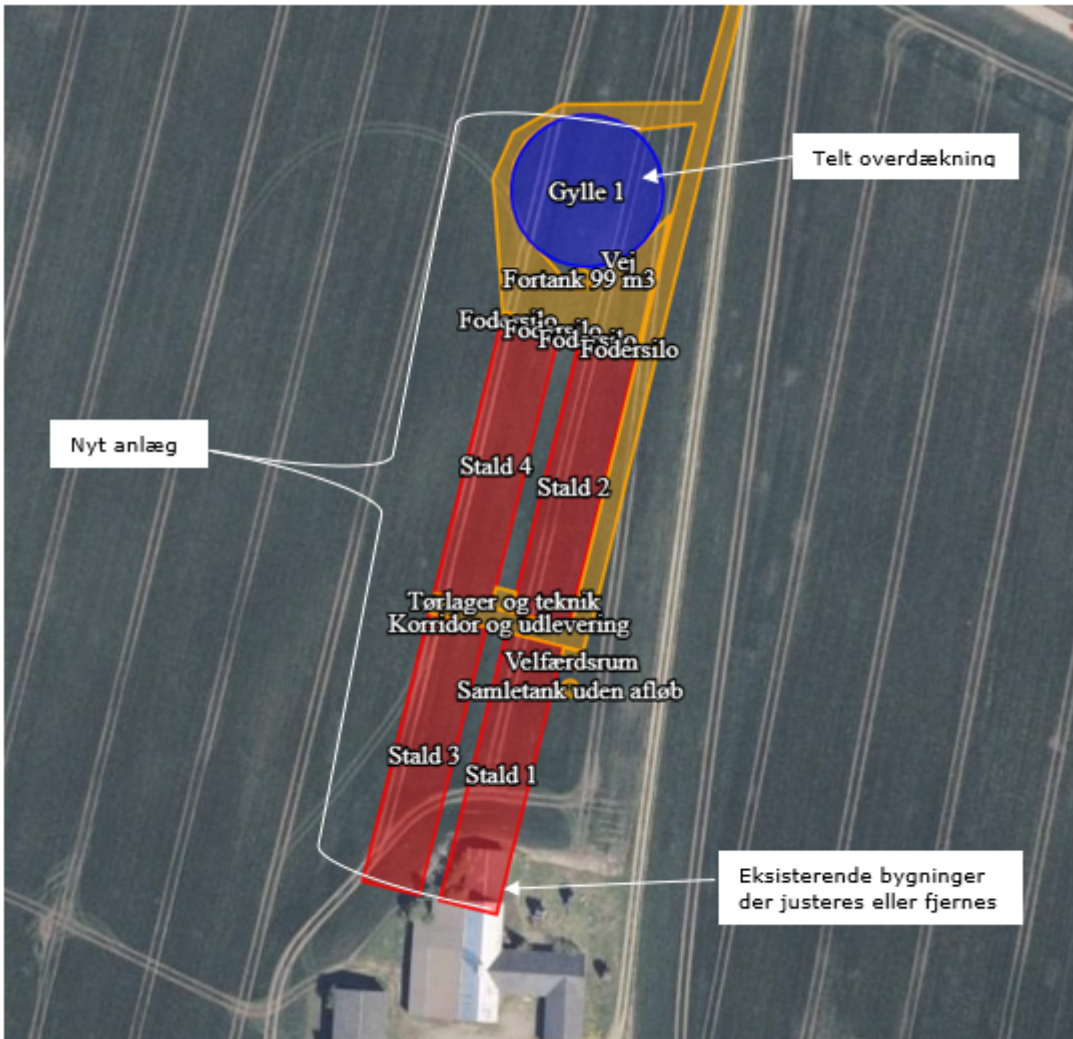 Telt overdækning
Gylle 1
Vej
Fortank 99 m3
Fodersilo
Fodersilo
Fodersilo
Fodersilo
Nyt anlæg
Stald 4
Stald 2
Tørlager og teknik
Korridor og udlevering
Velfærdsrum
Samletank uden afløb
Stald 3
Stald 1
Eksisterende bygninger
der justeres eller fjernes